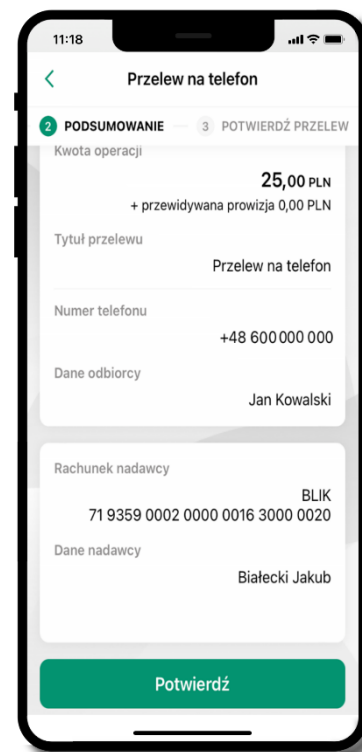 11:18
Przelew na telefon
2 PODSUMOWANIE 3 POTWIERDŹ PRZELEW
Kwota operacji
25,00 PLN
+ przewidywana prowizja 0,00 PLN
Tytuł przelewu
Przelew na telefon
Numer telefonu
+48 600 000 000
Dane odbiorcy
Jan Kowalski
Rachunek nadawcy
BLIK
71 9359 0002 0000 0016 3000 0020
Dane nadawcy
Białecki Jakub
Potwierdź